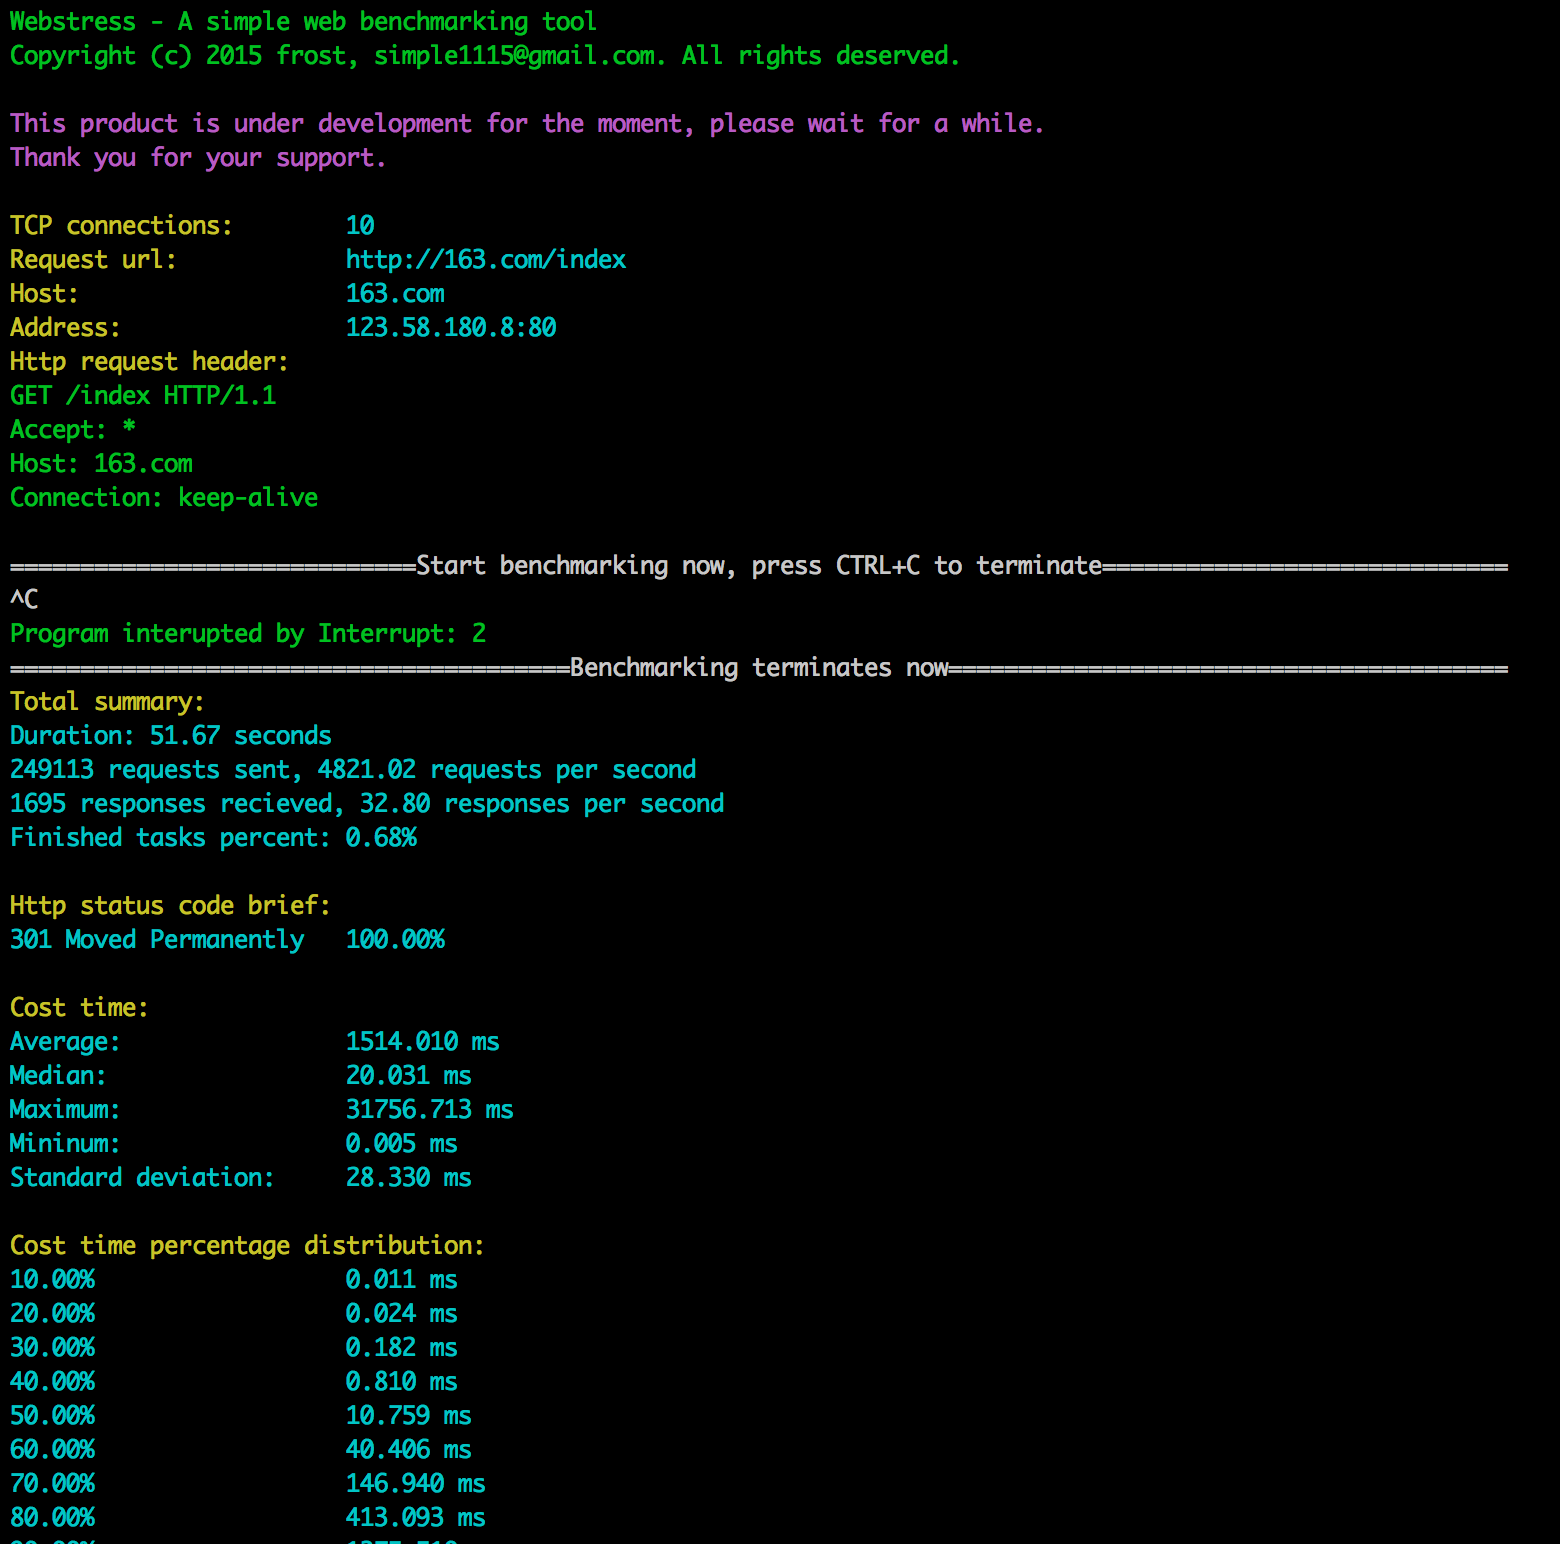 Webstress - A simple web benchmarking tool
Copyright (c) 2015 frost, simple1115@gmail.com. All rights deserved.
This product is under development for the moment, please wait for a while.
Thank you for your support.
TCP connections: 10
Request url: http://163.com/index
Host: 163.com
Address: 123.58.180.8:80
Http request header:
GET /index HTTP/1.1
Accept: *
Host: 163.com
Connection: keep-alive
=============================Start benchmarking now, press CTRL+C to terminate=============================
^C
Program interupted by Interrupt: 2
========================================Benchmarking terminates now========================================
Total summary:
Duration: 51.67 seconds
249113 requests sent, 4821.02 requests per second
1695 responses recieved, 32.80 responses per second
Finished tasks percent: 0.68%
Http status code brief:
301 Moved Permanently 100.00%
Cost time:
Average: 1514.010 ms
Median: 20.031 ms
Maximum: 31756.713 ms
Mininum: 0.005 ms
Standard deviation: 28.330 ms
Cost time percentage distribution:
10.00% 0.011 ms
20.00% 0.024 ms
30.00% 0.182 ms
40.00% 0.810 ms
50.00% 10.759 ms
60.00% 40.406 ms
70.00% 146.940 ms
80.00% 413.093 ms